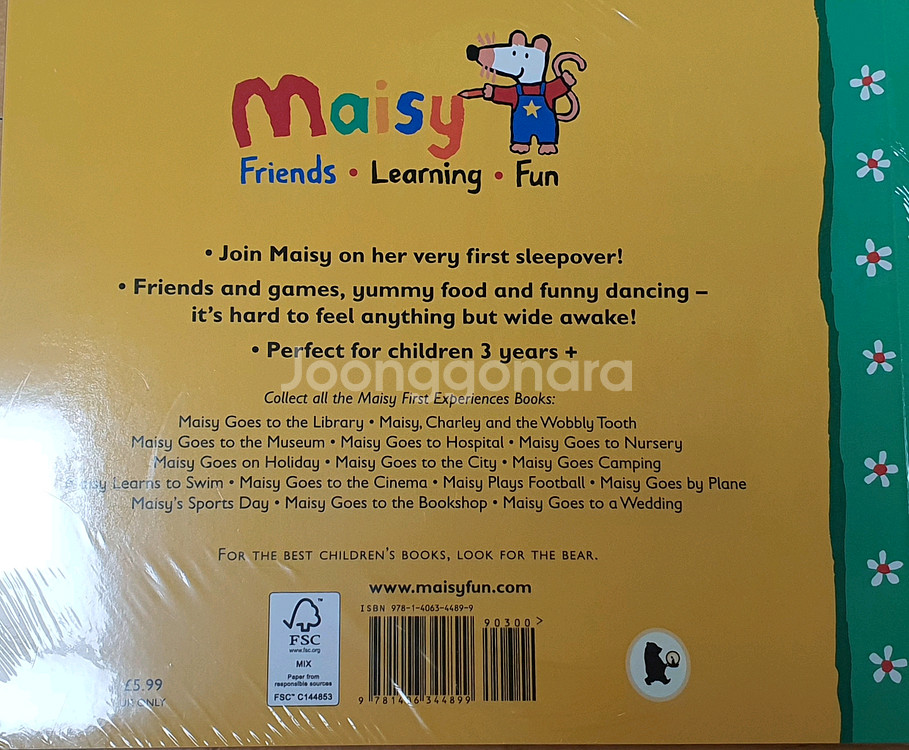 Maisy
Friends • Learning • Fun
• Join Maisy on her very first sleepover!
• Friends and games, yummy food and funny dancing –
it's hard to feel anything but wide awake!
• Perfect for children 3 years +
Joonggonara
Collect all the Maisy First Experiences Books:
Maisy Goes to the Library • Maisy, Charley and the Wobbly Tooth
Maisy Goes to the Museum • Maisy Goes to Hospital • Maisy Goes to Nursery
Maisy Goes on Holiday • Maisy Goes to the City • Maisy Goes Camping
Maisy Learns to Swim • Maisy Goes to the Cinema • Maisy Plays Football • Maisy Goes by Plane
Maisy's Sports Day • Maisy Goes to the Bookshop • Maisy Goes to a Wedding
FOR THE BEST CHILDREN'S BOOKS, LOOK FOR THE BEAR.
www.maisyfun.com
ISBN 978-1-4063-4489-9
90300>
FSC
www.fsc.org
MIX
Paper from
responsible sources
FSC™ C144853
9 781406 344899
£5.99
ONLY